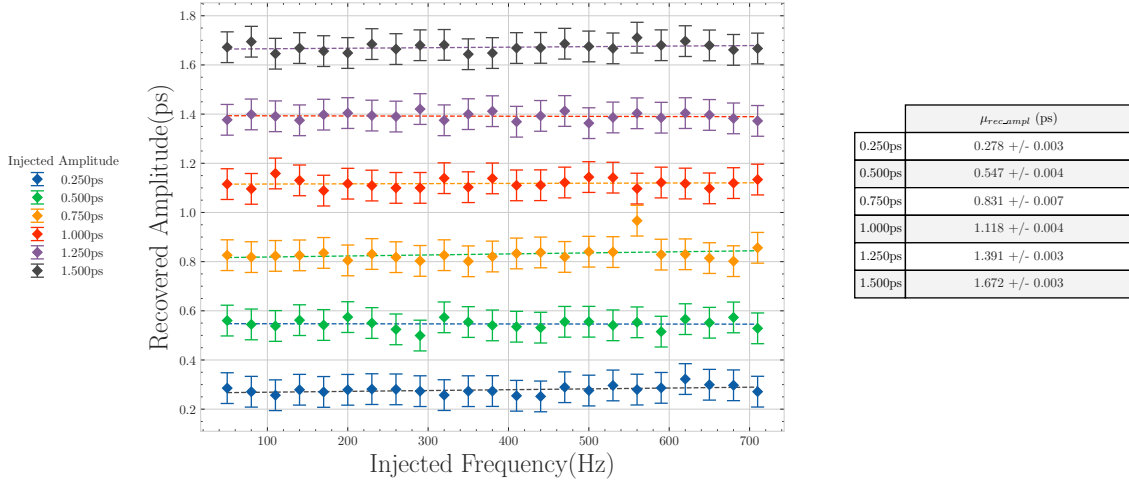 1.8
1.6
1.4
1.2
1.0
0.8
0.6
0.4
0.2
Recovered Amplitude(ps)
100
200
300
400
500
600
700
Injected Frequency(Hz)
Injected Amplitude
0.250ps
0.500ps
0.750ps
1.000ps
1.250ps
1.500ps
μrec_ampl (ps)
0.250ps 0.278 +/- 0.003
0.500ps 0.547 +/- 0.004
0.750ps 0.831 +/- 0.007
1.000ps 1.118 +/- 0.004
1.250ps 1.391 +/- 0.003
1.500ps 1.672 +/- 0.003